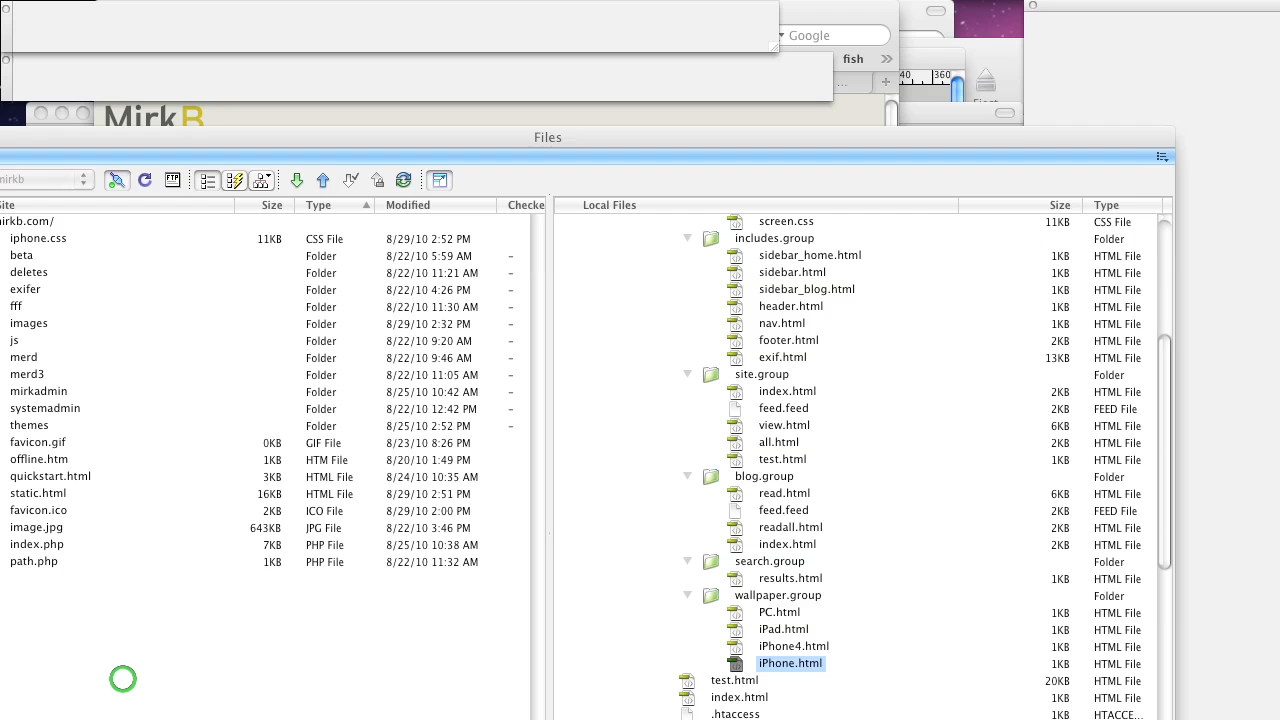 Google
fish
40 360
...
Eject
MirkB
Files
mirkb
FTP
Site Size Type Modified Checke
mirkb.com/
iphone.css 11KB CSS File 8/29/10 2:52 PM
beta Folder 8/22/10 5:59 AM –
deletes Folder 8/22/10 11:21 AM –
exifer Folder 8/22/10 4:26 PM –
fff Folder 8/22/10 11:30 AM –
images Folder 8/29/10 2:32 PM –
js Folder 8/22/10 9:20 AM –
merd Folder 8/22/10 9:46 AM –
merd3 Folder 8/22/10 11:05 AM –
mirkadmin Folder 8/25/10 10:42 AM –
systemadmin Folder 8/22/10 12:42 PM –
themes Folder 8/25/10 2:52 PM –
favicon.gif 0KB GIF File 8/23/10 8:26 PM
offline.htm 1KB HTM File 8/20/10 1:49 PM
quickstart.html 3KB HTML File 8/24/10 10:35 AM
static.html 16KB HTML File 8/29/10 2:51 PM
favicon.ico 2KB ICO File 8/29/10 2:00 PM
image.jpg 643KB JPG File 8/22/10 3:46 PM
index.php 7KB PHP File 8/25/10 10:38 AM
path.php 1KB PHP File 8/22/10 11:32 AM
Local Files Size Type
screen.css 11KB CSS File
includes.group Folder
sidebar_home.html 1KB HTML File
sidebar.html 1KB HTML File
sidebar_blog.html 1KB HTML File
header.html 1KB HTML File
nav.html 1KB HTML File
footer.html 2KB HTML File
exif.html 13KB HTML File
site.group Folder
index.html 2KB HTML File
feed.feed 2KB FEED File
view.html 6KB HTML File
all.html 2KB HTML File
test.html 1KB HTML File
blog.group Folder
read.html 6KB HTML File
feed.feed 2KB FEED File
readall.html 2KB HTML File
index.html 2KB HTML File
search.group Folder
results.html 1KB HTML File
wallpaper.group Folder
PC.html 1KB HTML File
iPad.html 1KB HTML File
iPhone4.html 1KB HTML File
iPhone.html 1KB HTML File
test.html 20KB HTML File
index.html 1KB HTML File
.htaccess 1KB HTACCE...